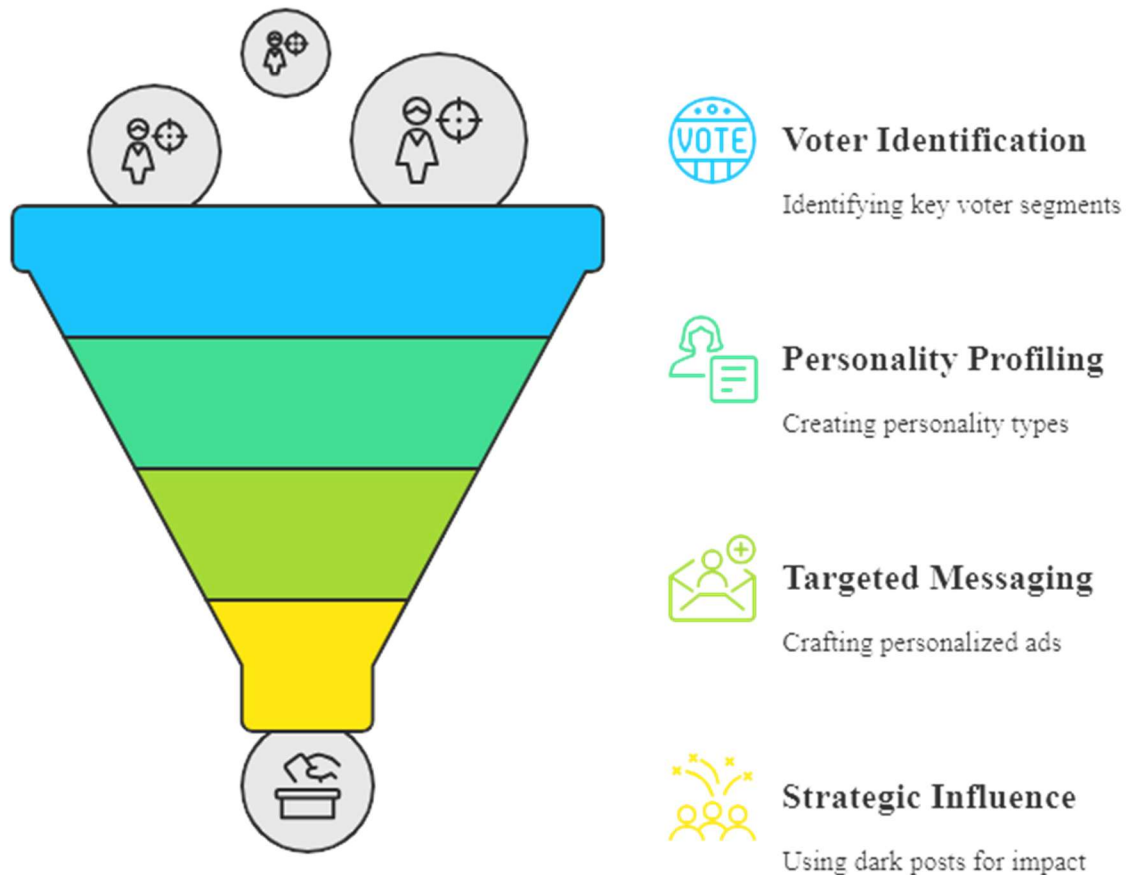 VOTE
Voter Identification
Identifying key voter segments
Personality Profiling
Creating personality types
Targeted Messaging
Crafting personalized ads
Strategic Influence
Using dark posts for impact